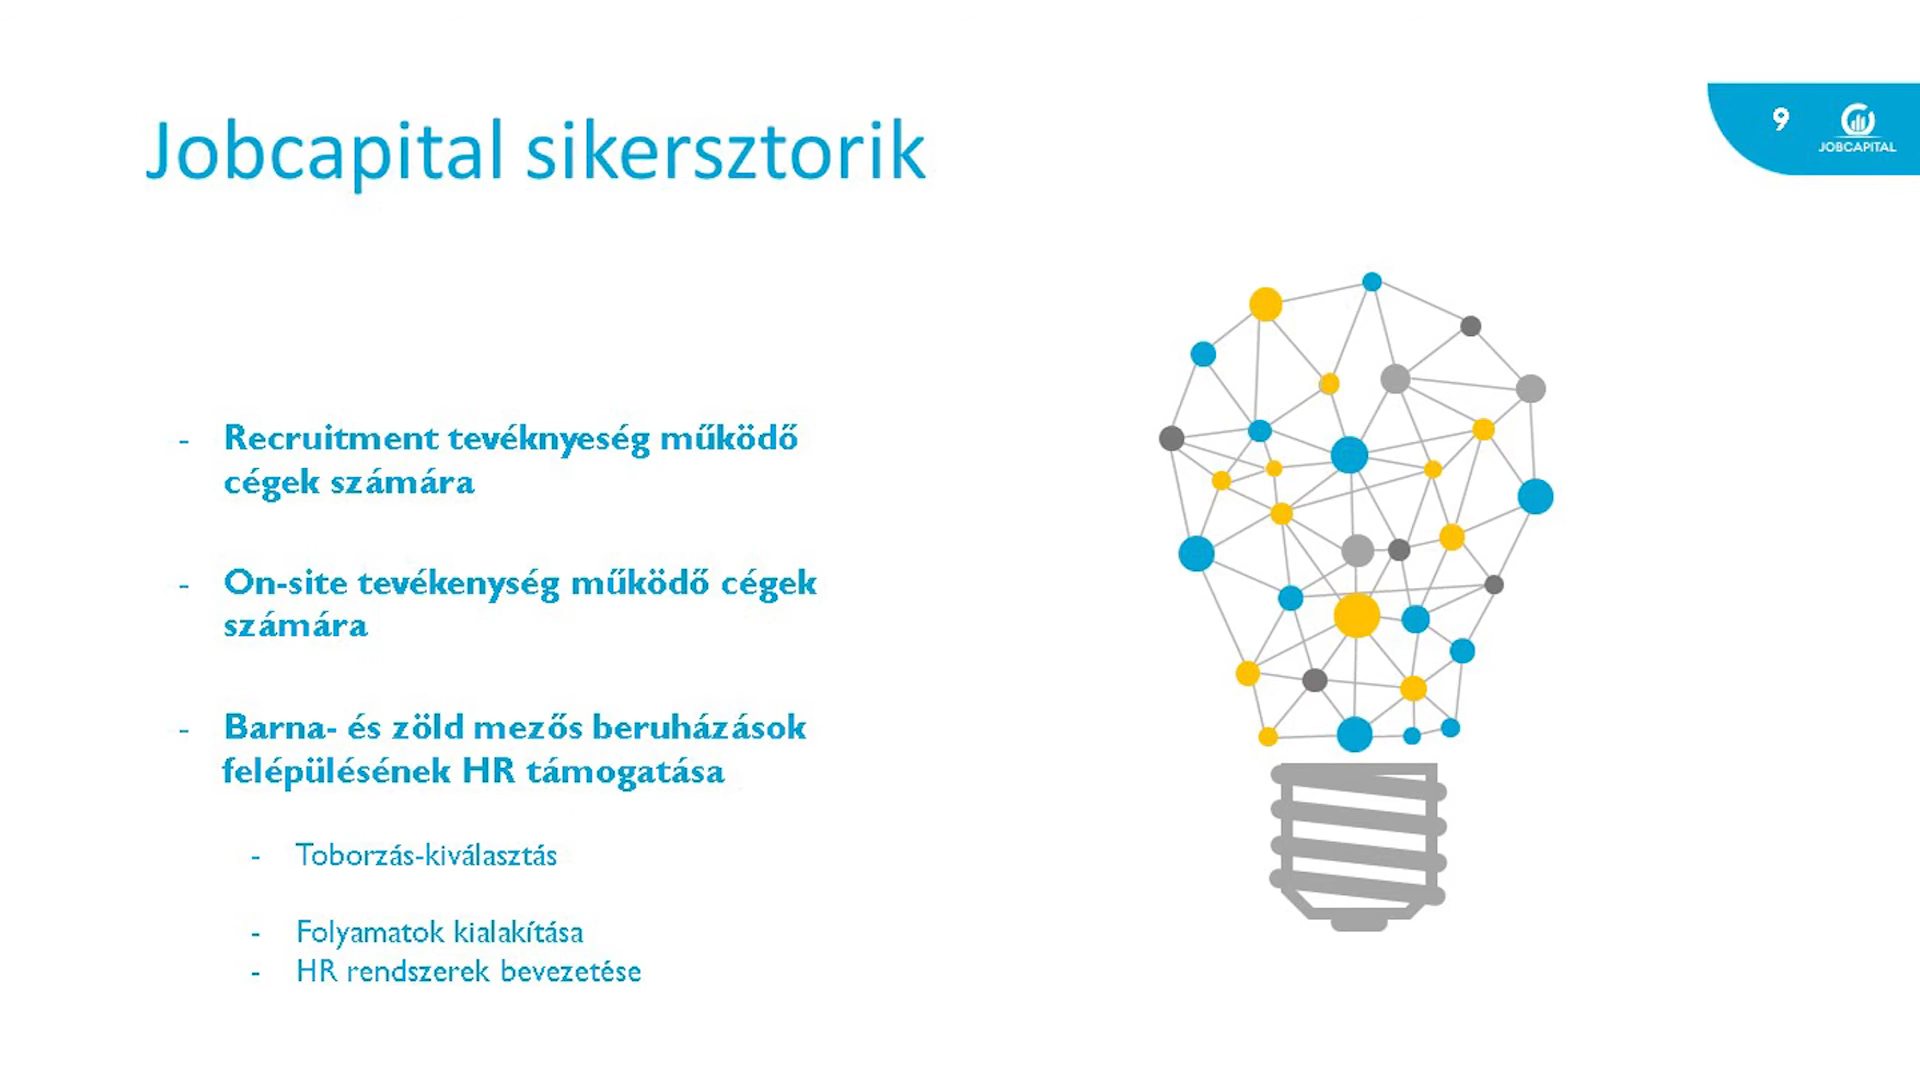 Jobcapital sikersztorik
9
JOBCAPITAL
- Recruitment tevéknyeség működő
cégek számára
- On-site tevékenység működő cégek
számára
- Barna- és zöld mezős beruházások
felépülésének HR támogatása
- Toborzás-kiválasztás
- Folyamatok kialakítása
- HR rendszerek bevezetése